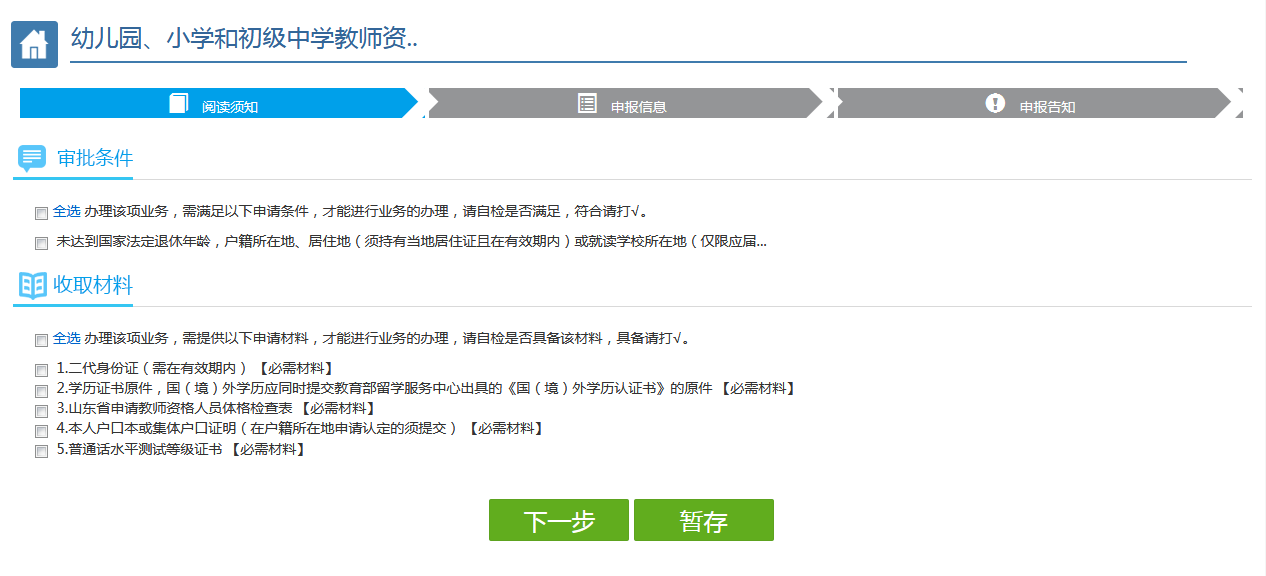 幼儿园、小学和初级中学教师资..
阅读须知
申报信息
申报告知
审批条件
全选 办理该项业务，需满足以下申请条件，才能进行业务的办理，请自检是否满足，符合请打√。
未达到国家法定退休年龄，户籍所在地、居住地（须持有当地居住证且在有效期内）或就读学校所在地（仅限应届...
收取材料
全选 办理该项业务，需提供以下申请材料，才能进行业务的办理，请自检是否具备该材料，具备请打√。
1.二代身份证（需在有效期内）【必需材料】
2.学历证书原件，国（境）外学历应同时提交教育部留学服务中心出具的《国（境）外学历认证书》的原件【必需材料】
3.山东省申请教师资格人员体格检查表【必需材料】
4.本人户口本或集体户口证明（在户籍所在地申请认定的须提交）【必需材料】
5.普通话水平测试等级证书【必需材料】
下一步
暂存